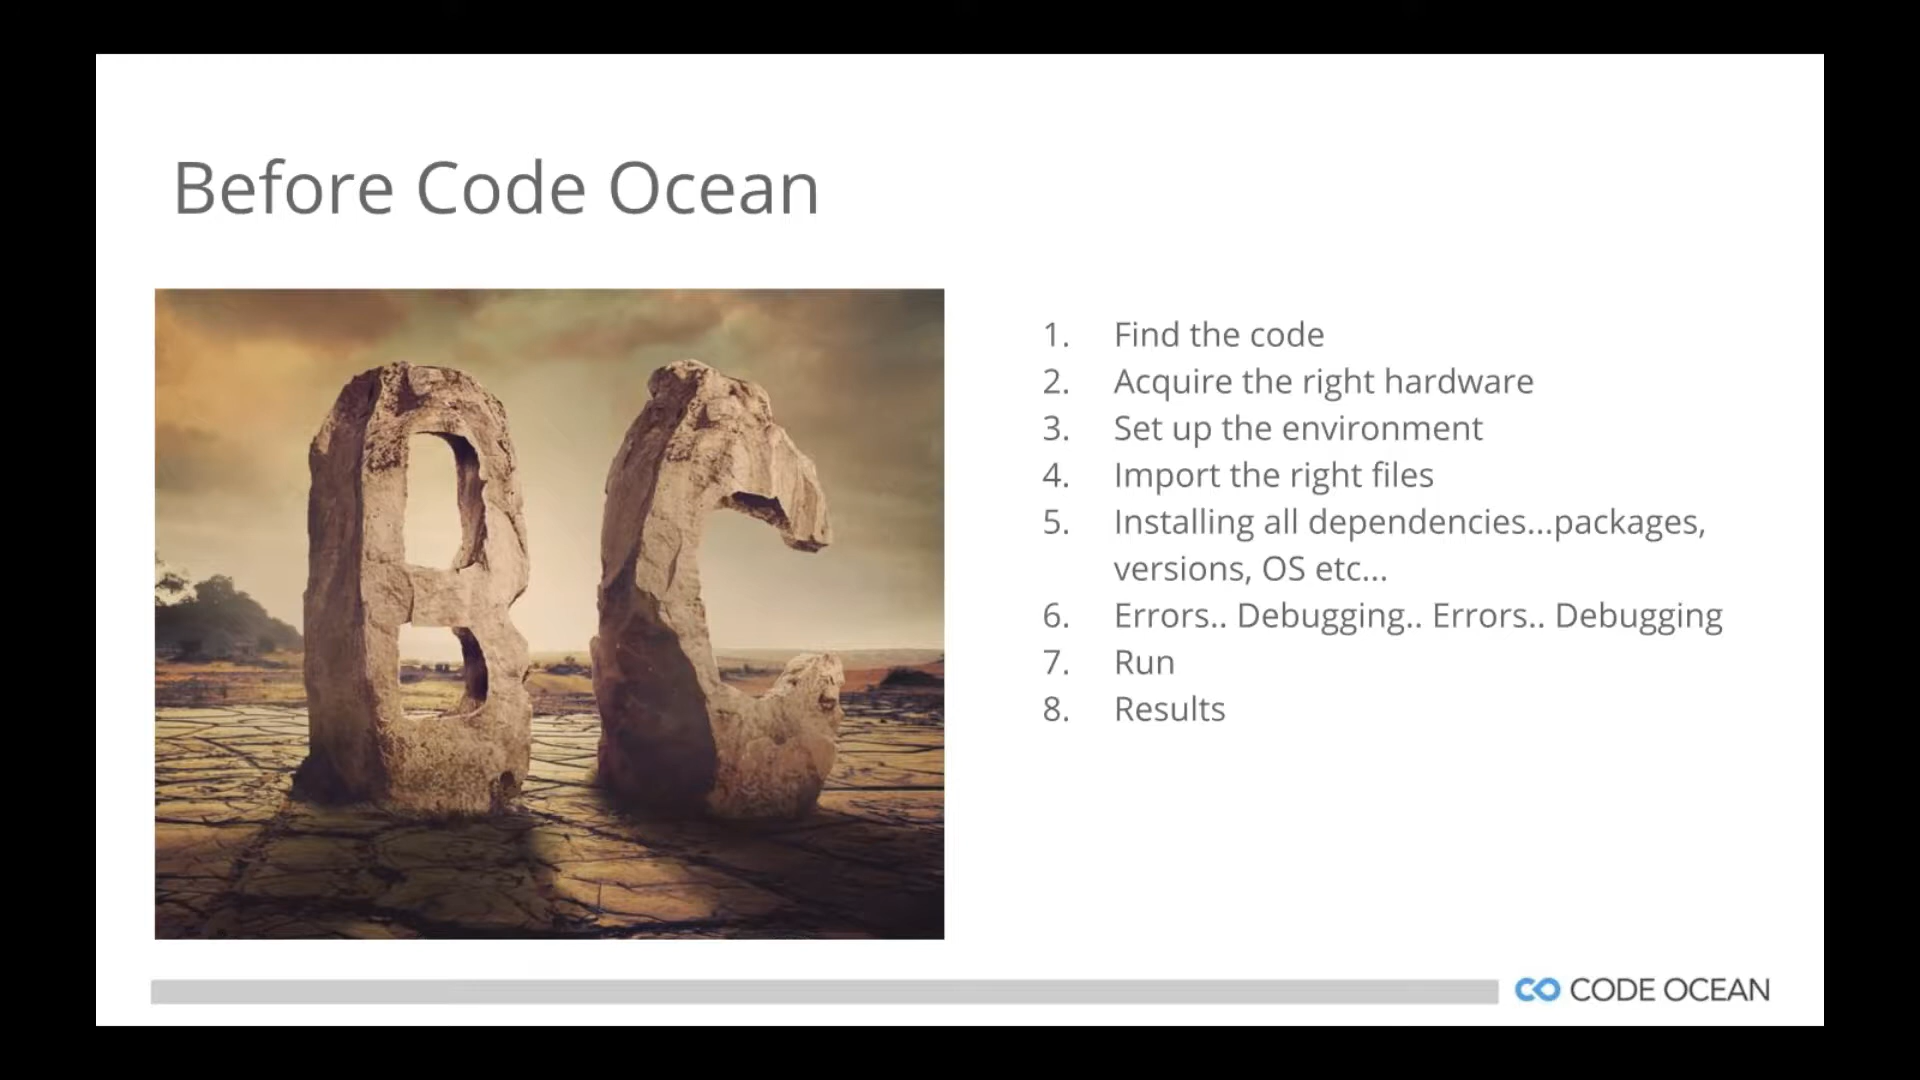 Before Code Ocean
BC
1. Find the code
2. Acquire the right hardware
3. Set up the environment
4. Import the right files
5. Installing all dependencies...packages,
versions, OS etc...
6. Errors.. Debugging.. Errors.. Debugging
7. Run
8. Results
CODE OCEAN